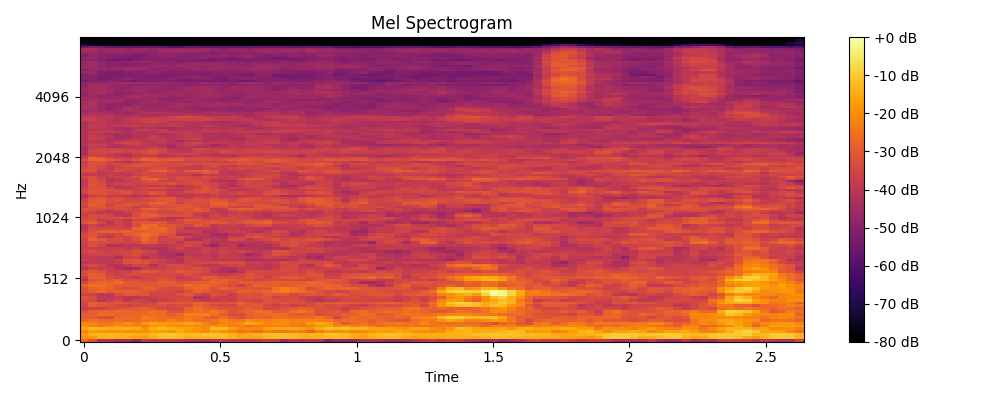 Mel Spectrogram
Hz
4096
2048
1024
512
0
0
0.5
1
1.5
2
2.5
Time
+0 dB
-10 dB
-20 dB
-30 dB
-40 dB
-50 dB
-60 dB
-70 dB
-80 dB